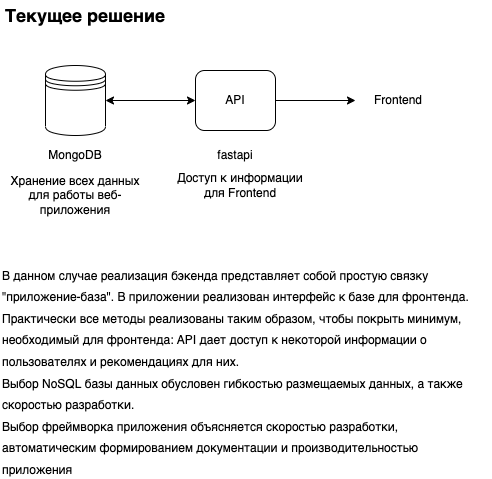 Текущее решение
API
Frontend
MongoDB
fastapi
Хранение всех данных
для работы веб-
приложения
Доступ к информации
для Frontend
В данном случае реализация бэкенда представляет собой простую связку
"приложение-база". В приложении реализован интерфейс к базе для фронтенда.
Практически все методы реализованы таким образом, чтобы покрыть минимум,
необходимый для фронтенда: API дает доступ к некоторой информации о
пользователях и рекомендациях для них.
Выбор NoSQL базы данных обусловен гибкостью размещаемых данных, а также
скоростью разработки.
Выбор фреймворка приложения объясняется скоростью разработки,
автоматическим формированием документации и производительностью
приложения